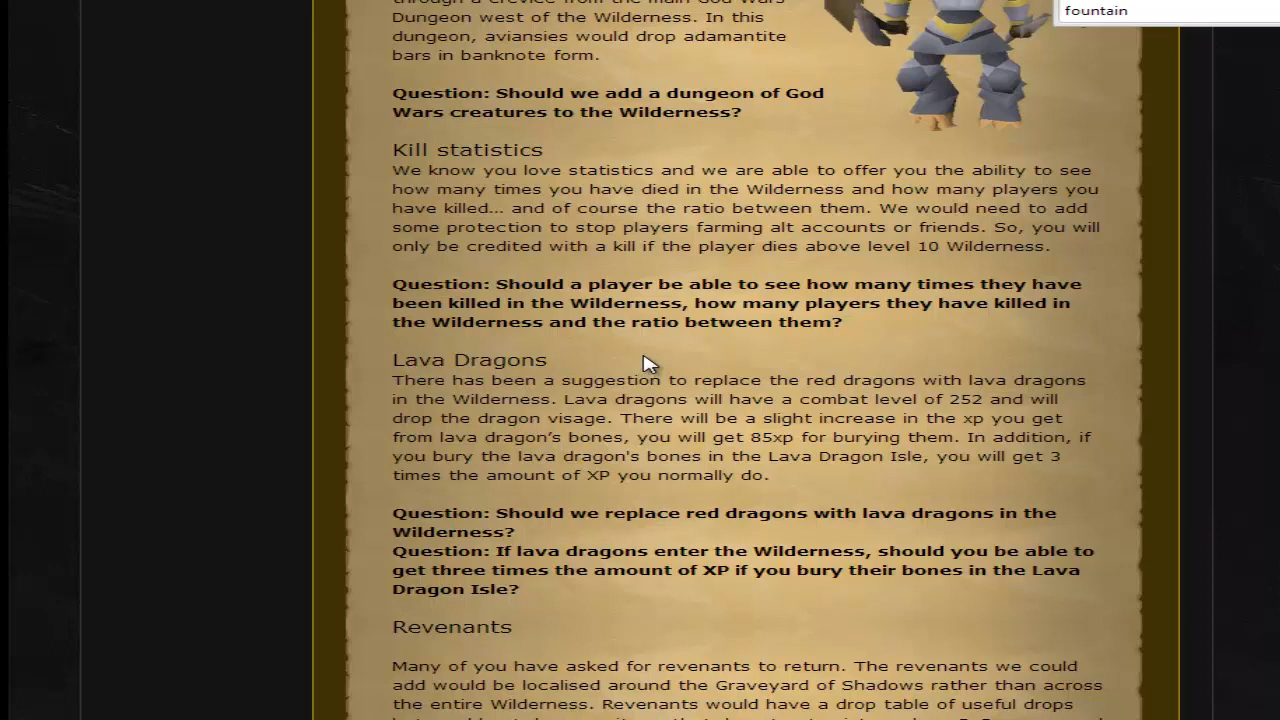 through a crevice from the main God Wars
fountain
Dungeon west of the Wilderness. In this
dungeon, aviansies would drop adamantite
bars in banknote form.
Question: Should we add a dungeon of God
Wars creatures to the Wilderness?
Kill statistics
We know you love statistics and we are able to offer you the ability to see
how many times you have died in the Wilderness and how many players you
have killed... and of course the ratio between them. We would need to add
some protection to stop players farming alt accounts or friends. So, you will
only be credited with a kill if the player dies above level 10 Wilderness.
Question: Should a player be able to see how many times they have
been killed in the Wilderness, how many players they have killed in
the Wilderness and the ratio between them?
Lava Dragons
There has been a suggestion to replace the red dragons with lava dragons
in the Wilderness. Lava dragons will have a combat level of 252 and will
drop the dragon visage. There will be a slight increase in the xp you get
from lava dragon’s bones, you will get 85xp for burying them. In addition, if
you bury the lava dragon's bones in the Lava Dragon Isle, you will get 3
times the amount of XP you normally do.
Question: Should we replace red dragons with lava dragons in the
Wilderness?
Question: If lava dragons enter the Wilderness, should you be able to
get three times the amount of XP if you bury their bones in the Lava
Dragon Isle?
Revenants
Many of you have asked for revenants to return. The revenants we could
add would be localised around the Graveyard of Shadows rather than across
the entire Wilderness. Revenants would have a drop table of useful drops